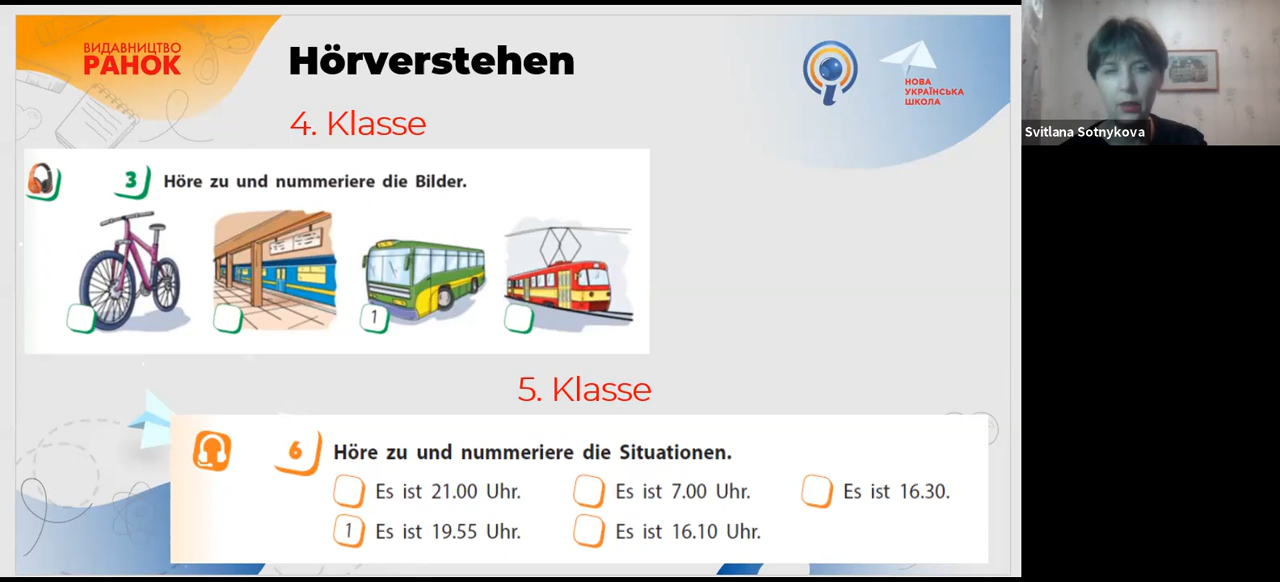 ВИДАВНИЦТВО
РАНОК
Hörverstehen
НОВА
УКРАЇНСЬКА
ШКОЛА
Svitlana Sotnykova
4. Klasse
3 Höre zu und nummeriere die Bilder.
1
5. Klasse
6 Höre zu und nummeriere die Situationen.
Es ist 21.00 Uhr. Es ist 7.00 Uhr. Es ist 16.30.
1 Es ist 19.55 Uhr. Es ist 16.10 Uhr.